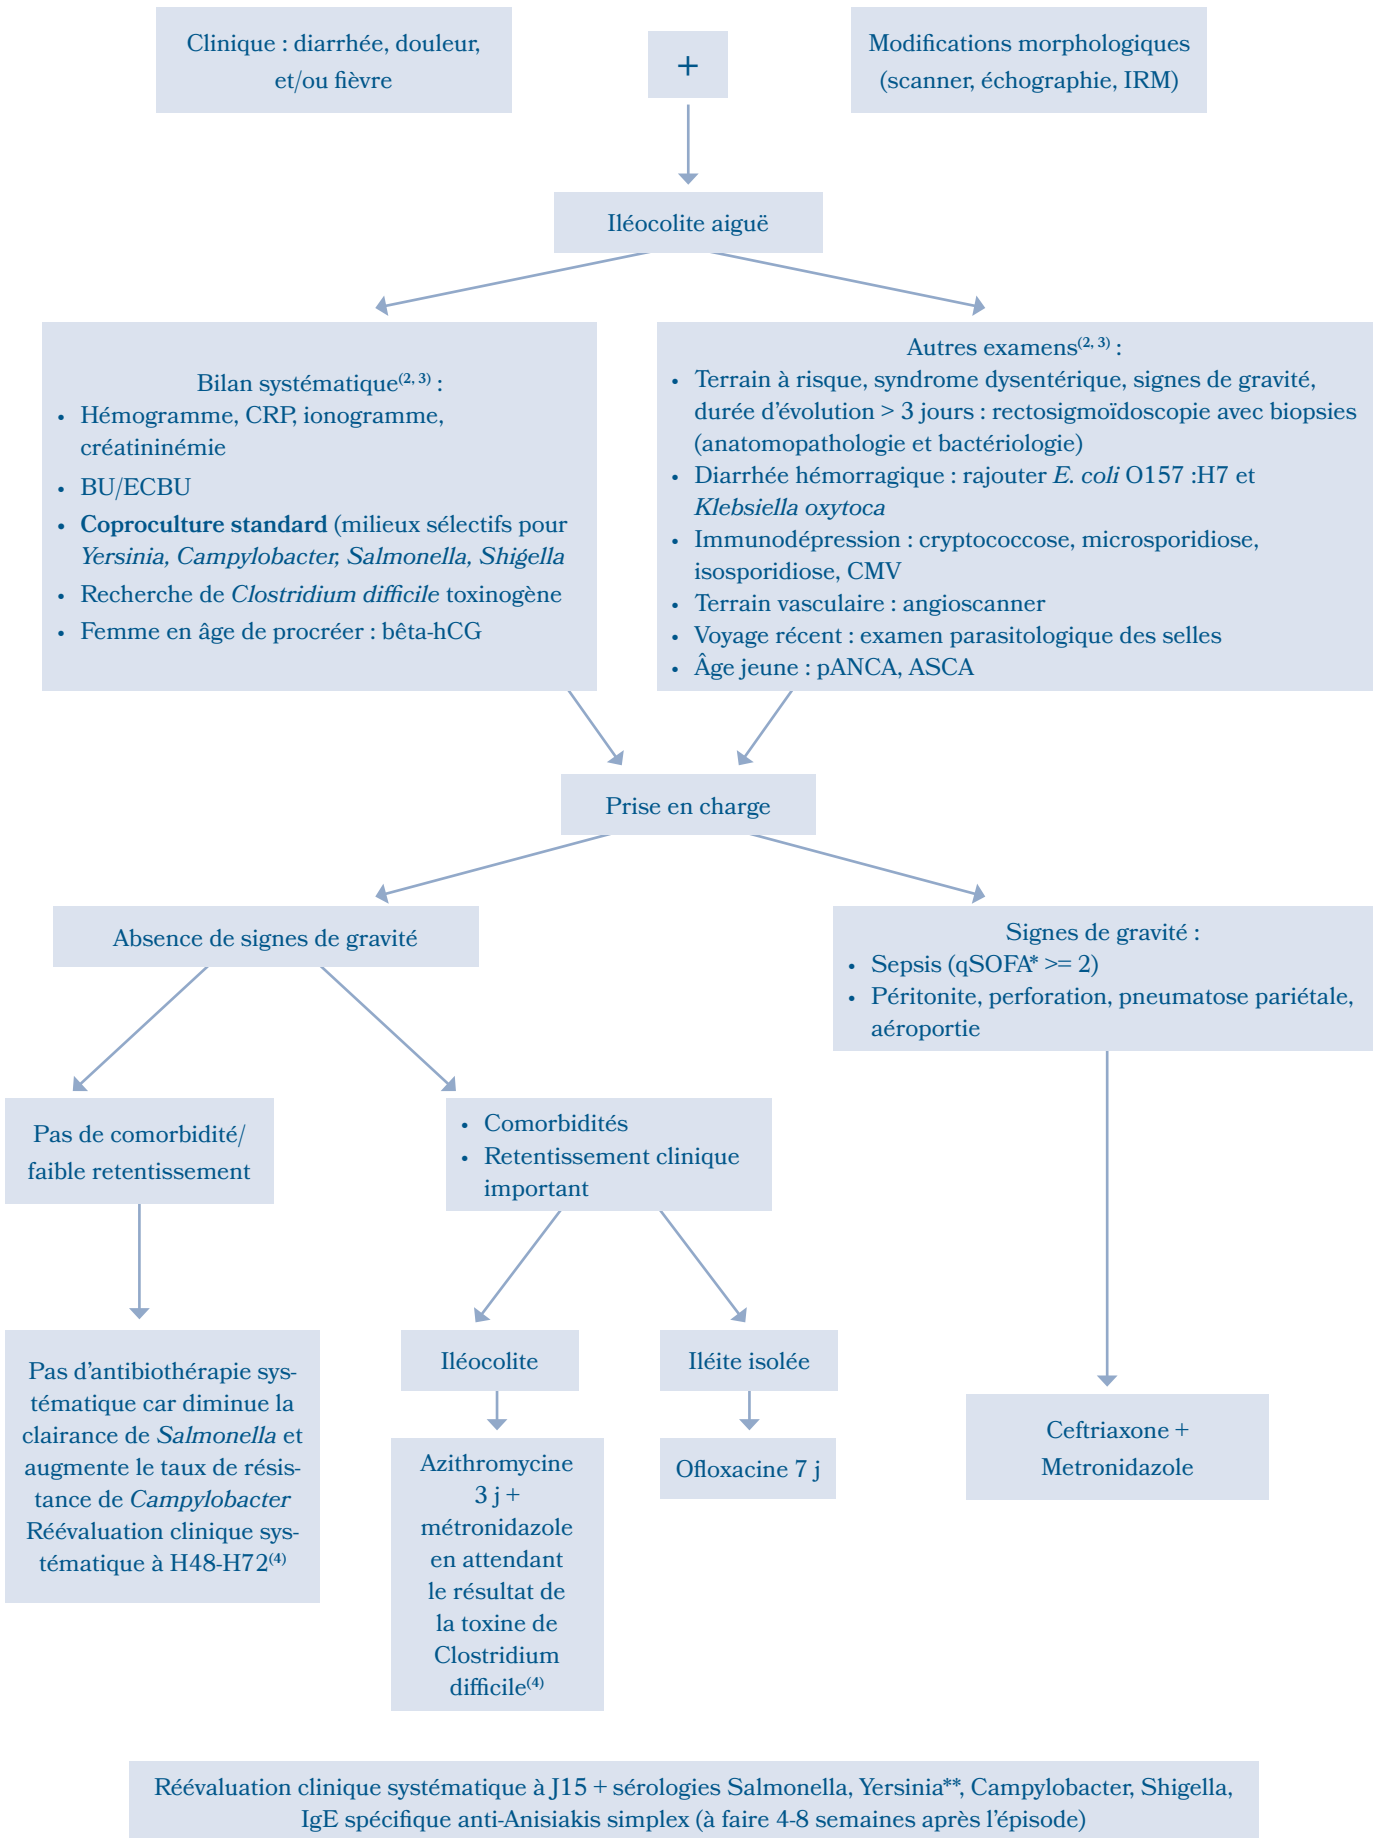 Clinique : diarrhée, douleur,
et/ou fièvre
+
Modifications morphologiques
(scanner, échographie, IRM)
Iléocolite aiguë
Bilan systématique(2, 3) :
• Hémogramme, CRP, ionogramme,
créatininémie
• BU/ECBU
• Coproculture standard (milieux sélectifs pour
Yersinia, Campylobacter, Salmonella, Shigella
• Recherche de Clostridium difficile toxinogène
• Femme en âge de procréer : bêta-hCG
Autres examens(2, 3) :
• Terrain à risque, syndrome dysentérique, signes de gravité,
durée d'évolution > 3 jours : rectosigmoïdoscopie avec biopsies
(anatomopathologie et bactériologie)
• Diarrhée hémorragique : rajouter E. coli O157 :H7 et
Klebsiella oxytoca
• Immunodépression : cryptococcose, microsporidiose,
isosporidiose, CMV
• Terrain vasculaire : angioscanner
• Voyage récent : examen parasitologique des selles
• Âge jeune : pANCA, ASCA
Prise en charge
Absence de signes de gravité
Signes de gravité :
• Sepsis (qSOFA* >= 2)
• Péritonite, perforation, pneumatose pariétale,
aéroportie
Pas de comorbidité/
faible retentissement
• Comorbidités
• Retentissement clinique
important
Pas d'antibiothérapie sys-
tématique car diminue la
clairance de Salmonella et
augmente le taux de résis-
tance de Campylobacter
Réévaluation clinique sys-
tématique à H48-H72(4)
Iléocolite
Iléite isolée
Azithromycine
3 j +
métronidazole
en attendant
le résultat de
la toxine de
Clostridium
difficile(4)
Ofloxacine 7 j
Ceftriaxone +
Metronidazole
Réévaluation clinique systématique à J15 + sérologies Salmonella, Yersinia**, Campylobacter, Shigella,
IgE spécifique anti-Anisiakis simplex (à faire 4-8 semaines après l'épisode)